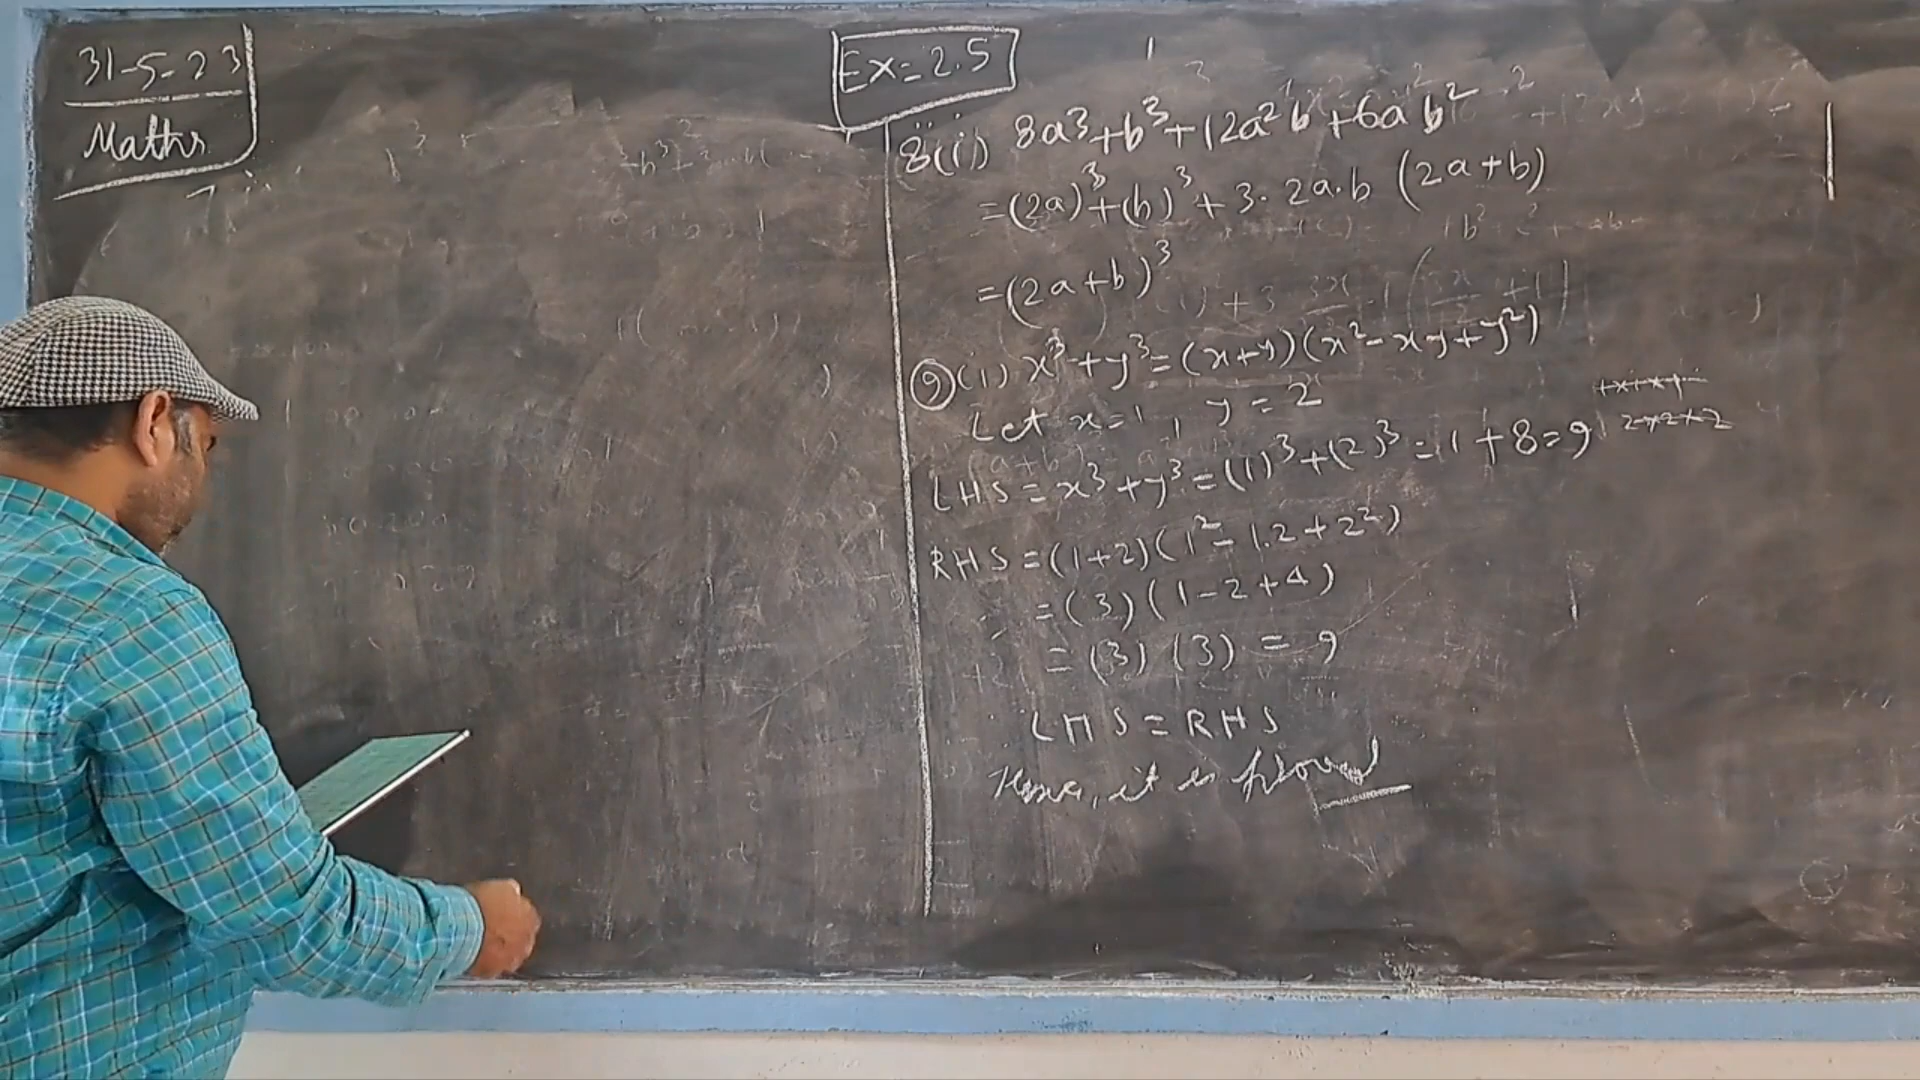 31-5-23
Maths
Ex=2.5
8(i) 8a³+b³+12a²b+6ab²
=(2a)³+(b)³+3·2a·b (2a+b)
=(2a+b)³
⑨(i) x³+y³=(x+y)(x²-xy+y²)
Let x=1, y=2
LHS=x³+y³=(1)³+(2)³=1+8=9
2×2×2
RHS=(1+2)(1²-1.2+2²)
=(3)(1-2+4)
=(3)(3)=9
LHS=RHS
Hence, it is proved